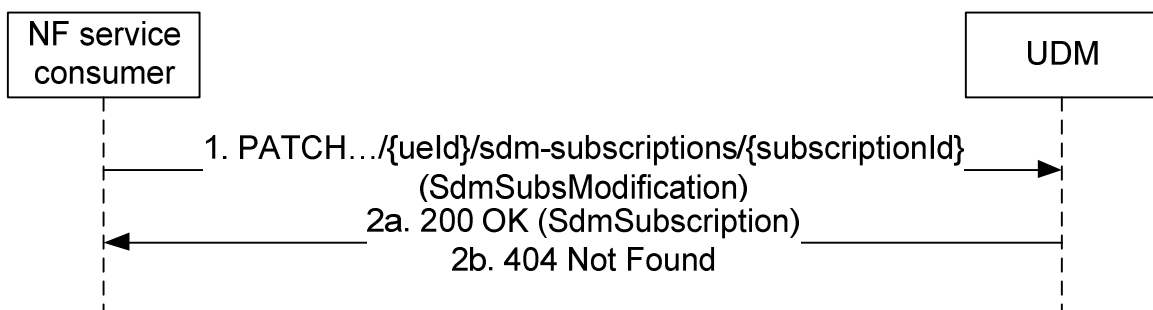 NF service
consumer
UDM
1. PATCH…/{ueId}/sdm-subscriptions/{subscriptionId}
(SdmSubsModification)
2a. 200 OK (SdmSubscription)
2b. 404 Not Found